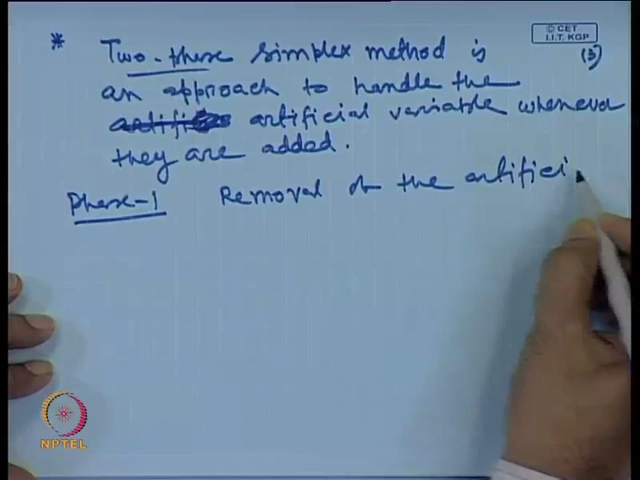 © CET
I.I.T. KGP
* Two-phase simplex method is (3)
an approach to handle the
artificial variable whenever
they are added.
Phase-1 Removal of the artifici
NPTEL